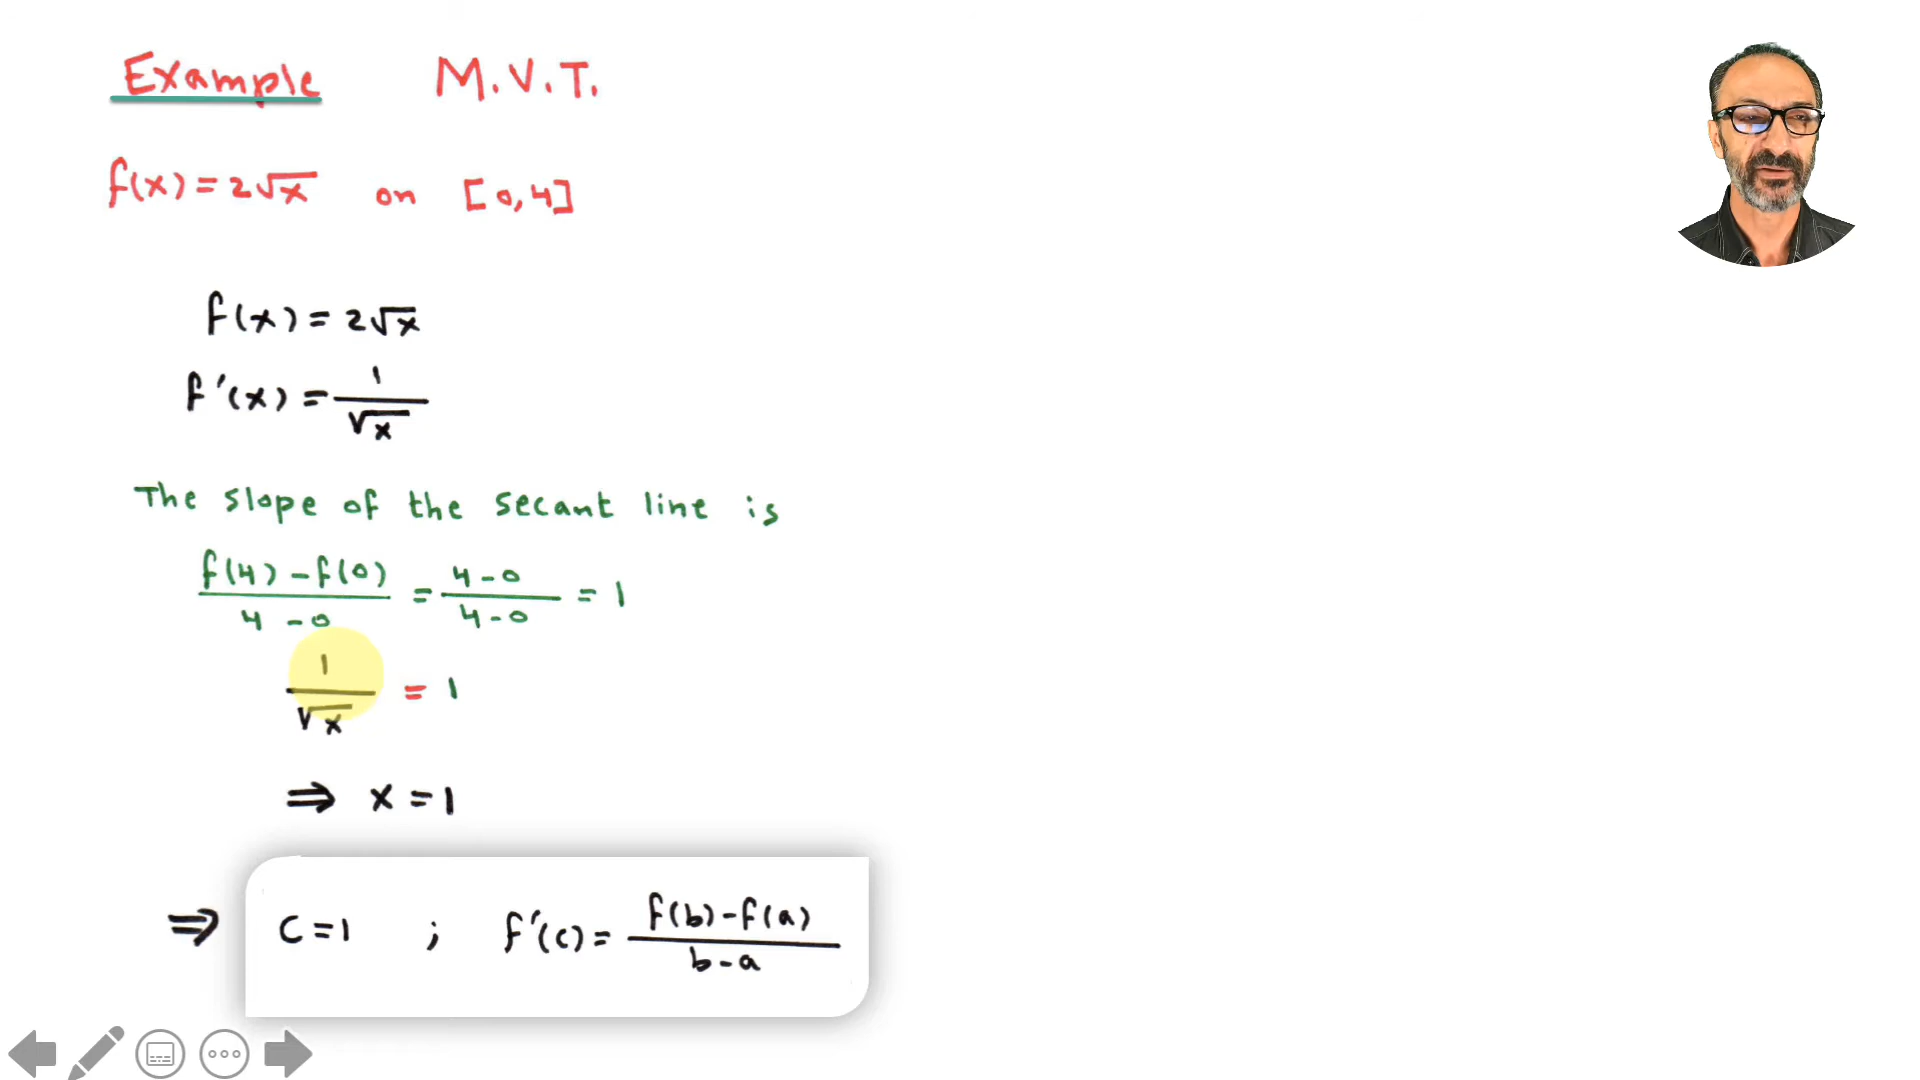 Example M.V.T.
f(x) = 2√x on [0,4]
f(x) = 2√x
f'(x) = 1/√x
The slope of the secant line is
(f(4) - f(0))/(4 - 0) = (4 - 0)/(4 - 0) = 1
1/√x = 1
⇒ x = 1
⇒ c = 1 ; f'(c) = (f(b) - f(a))/(b - a)